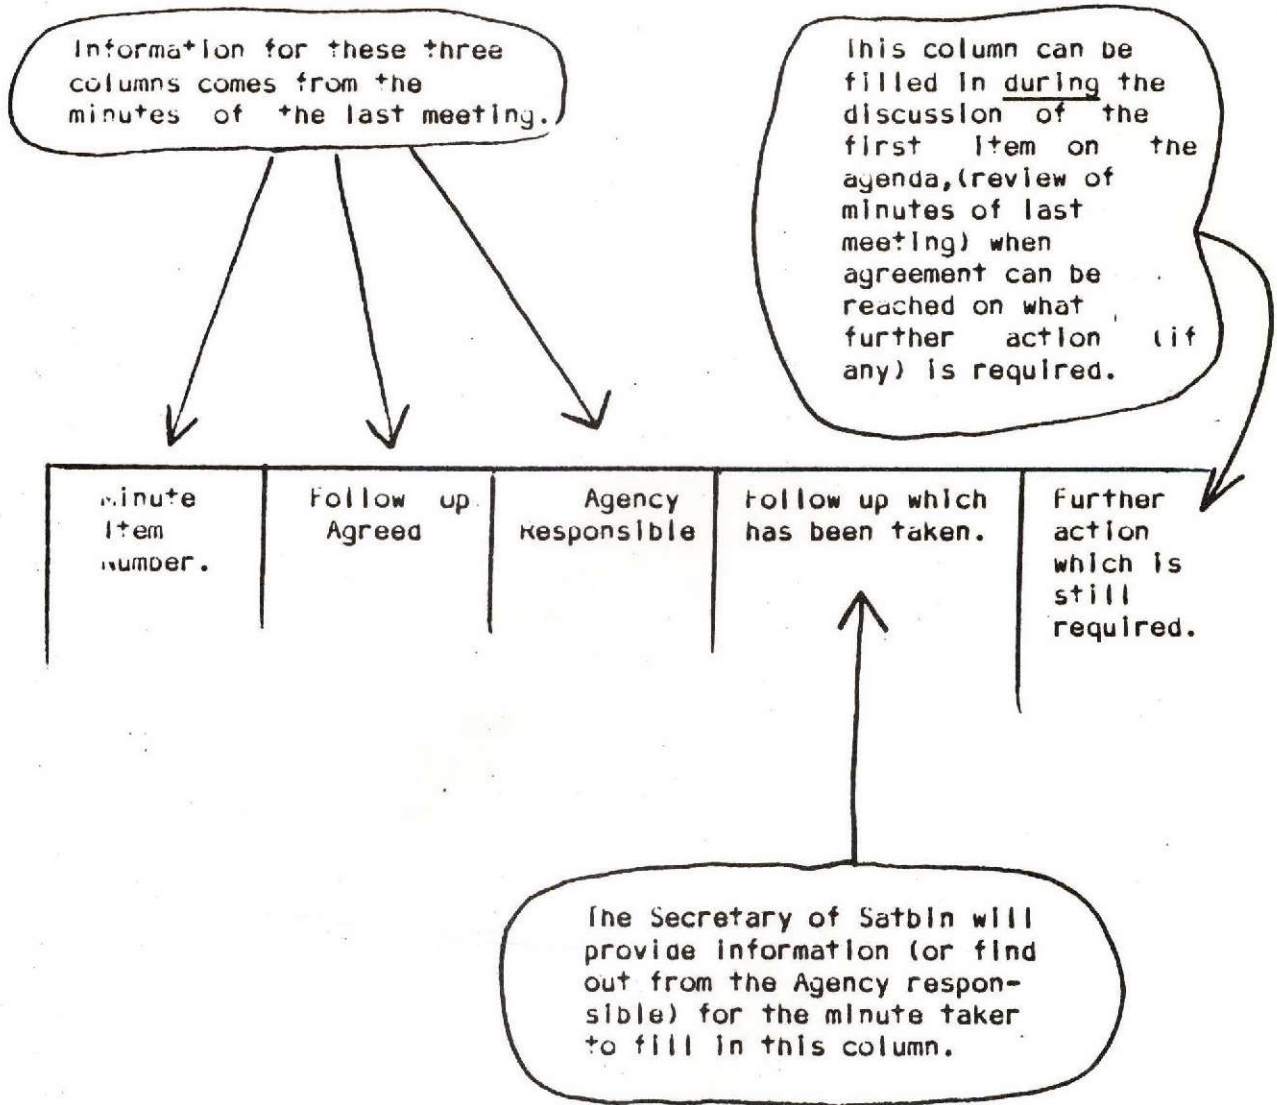 Information for these three
columns comes from the
minutes of the last meeting.
This column can be
filled in during the
discussion of the
first item on the
agenda,(review of
minutes of last
meeting) when
agreement can be
reached on what
further action (if
any) is required.
Minute
Item
Number.
Follow up
Agreed
Agency
Responsible
Follow up which
has been taken.
Further
action
which is
still
required.
The Secretary of Satbin will
provide information (or find
out from the Agency respon-
sible) for the minute taker
to fill in this column.